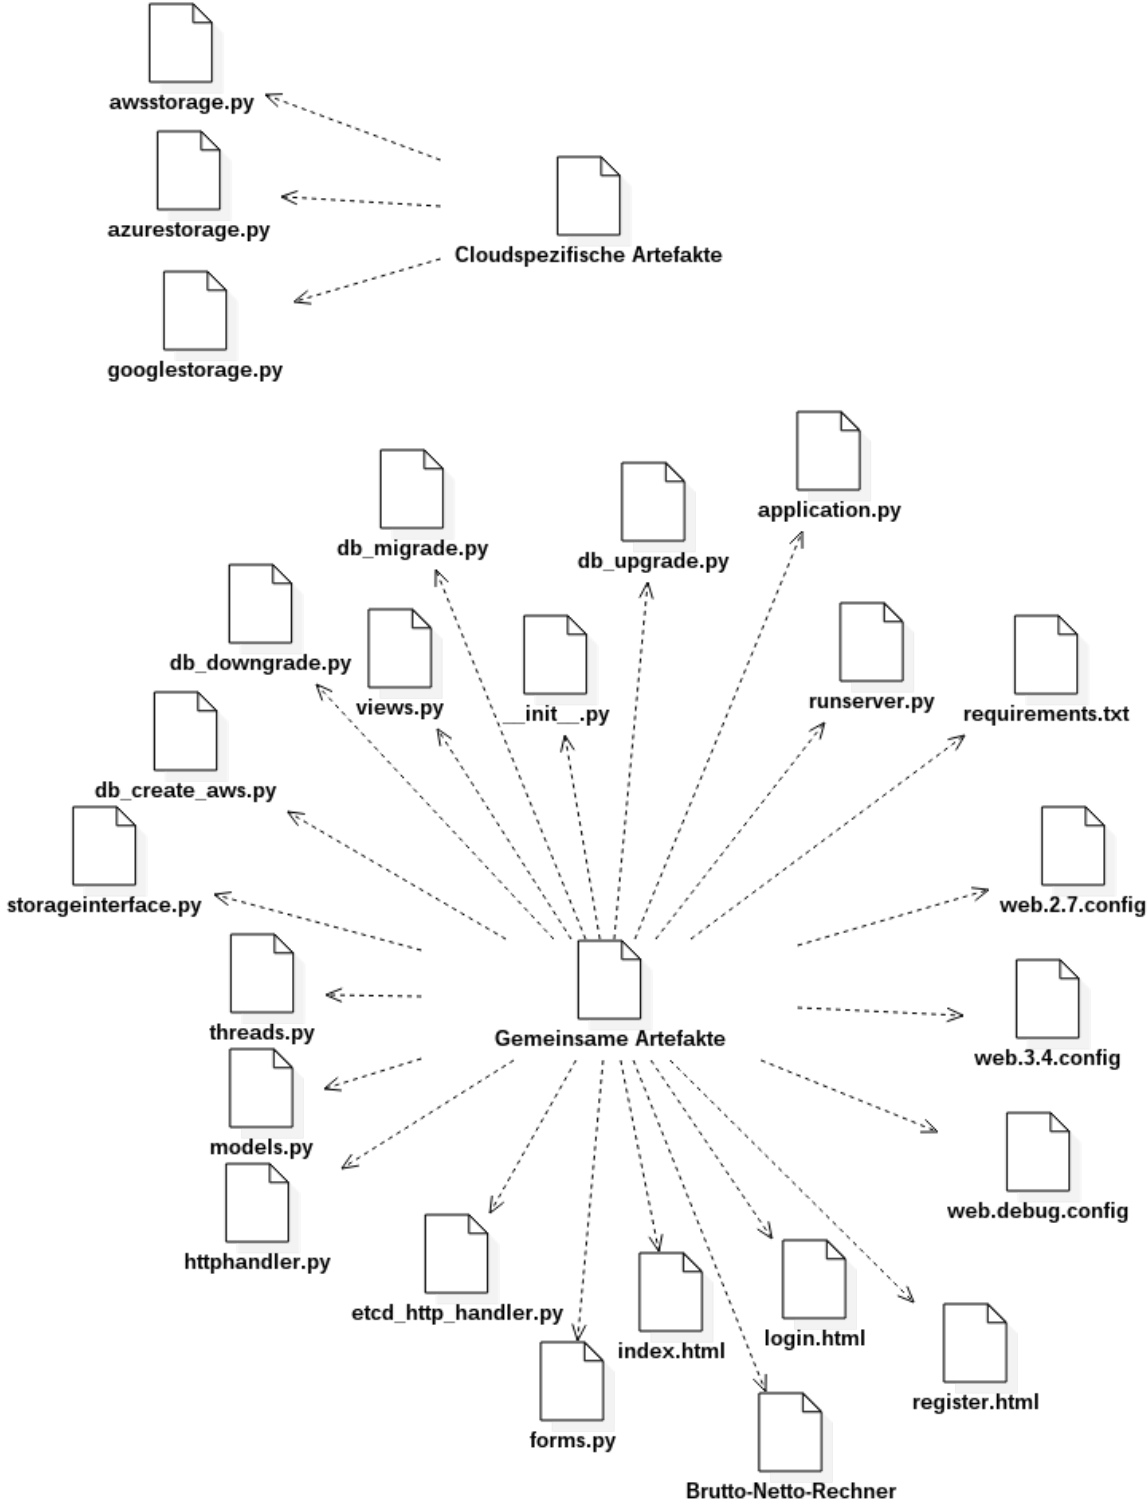 awsstorage.py
azurestorage.py
Cloudspezifische Artefakte
googlestorage.py
application.py
db_migrade.py
db_upgrade.py
db_downgrade.py
views.py
__init__.py
runserver.py
requirements.txt
db_create_aws.py
storageinterface.py
web.2.7.config
threads.py
Gemeinsame Artefakte
web.3.4.config
models.py
web.debug.config
httphandler.py
etcd_http_handler.py
index.html
login.html
register.html
forms.py
Brutto-Netto-Rechner